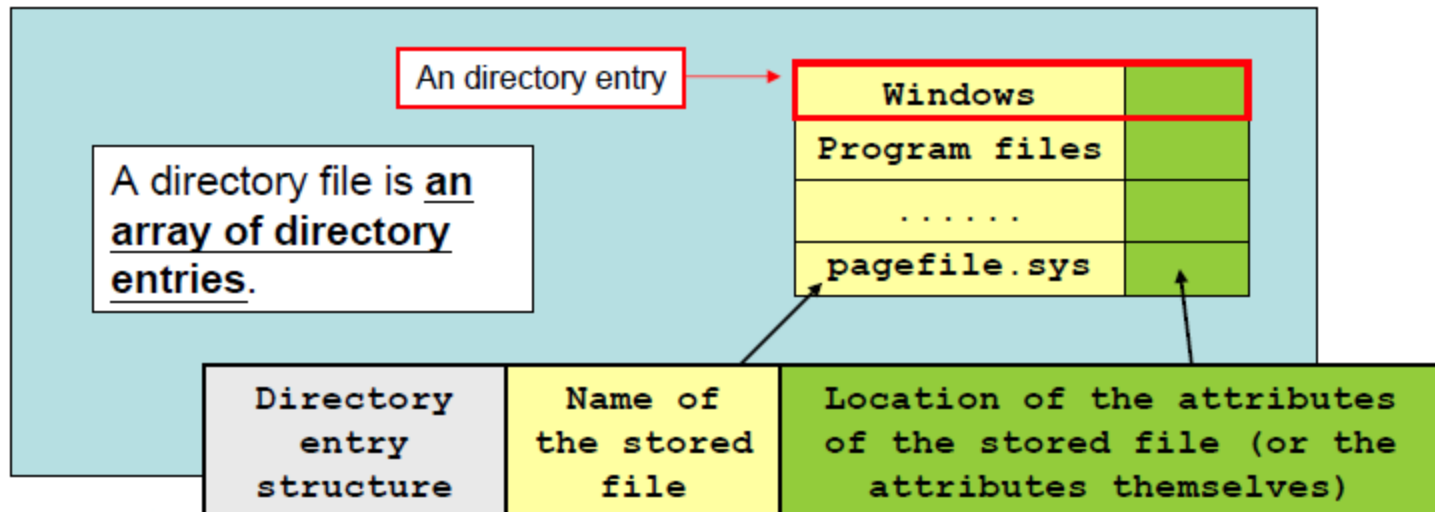 An directory entry
Windows
Program files
......
pagefile.sys
A directory file is an
array of directory
entries.
Directory
entry
structure
Name of
the stored
file
Location of the attributes
of the stored file (or the
attributes themselves)